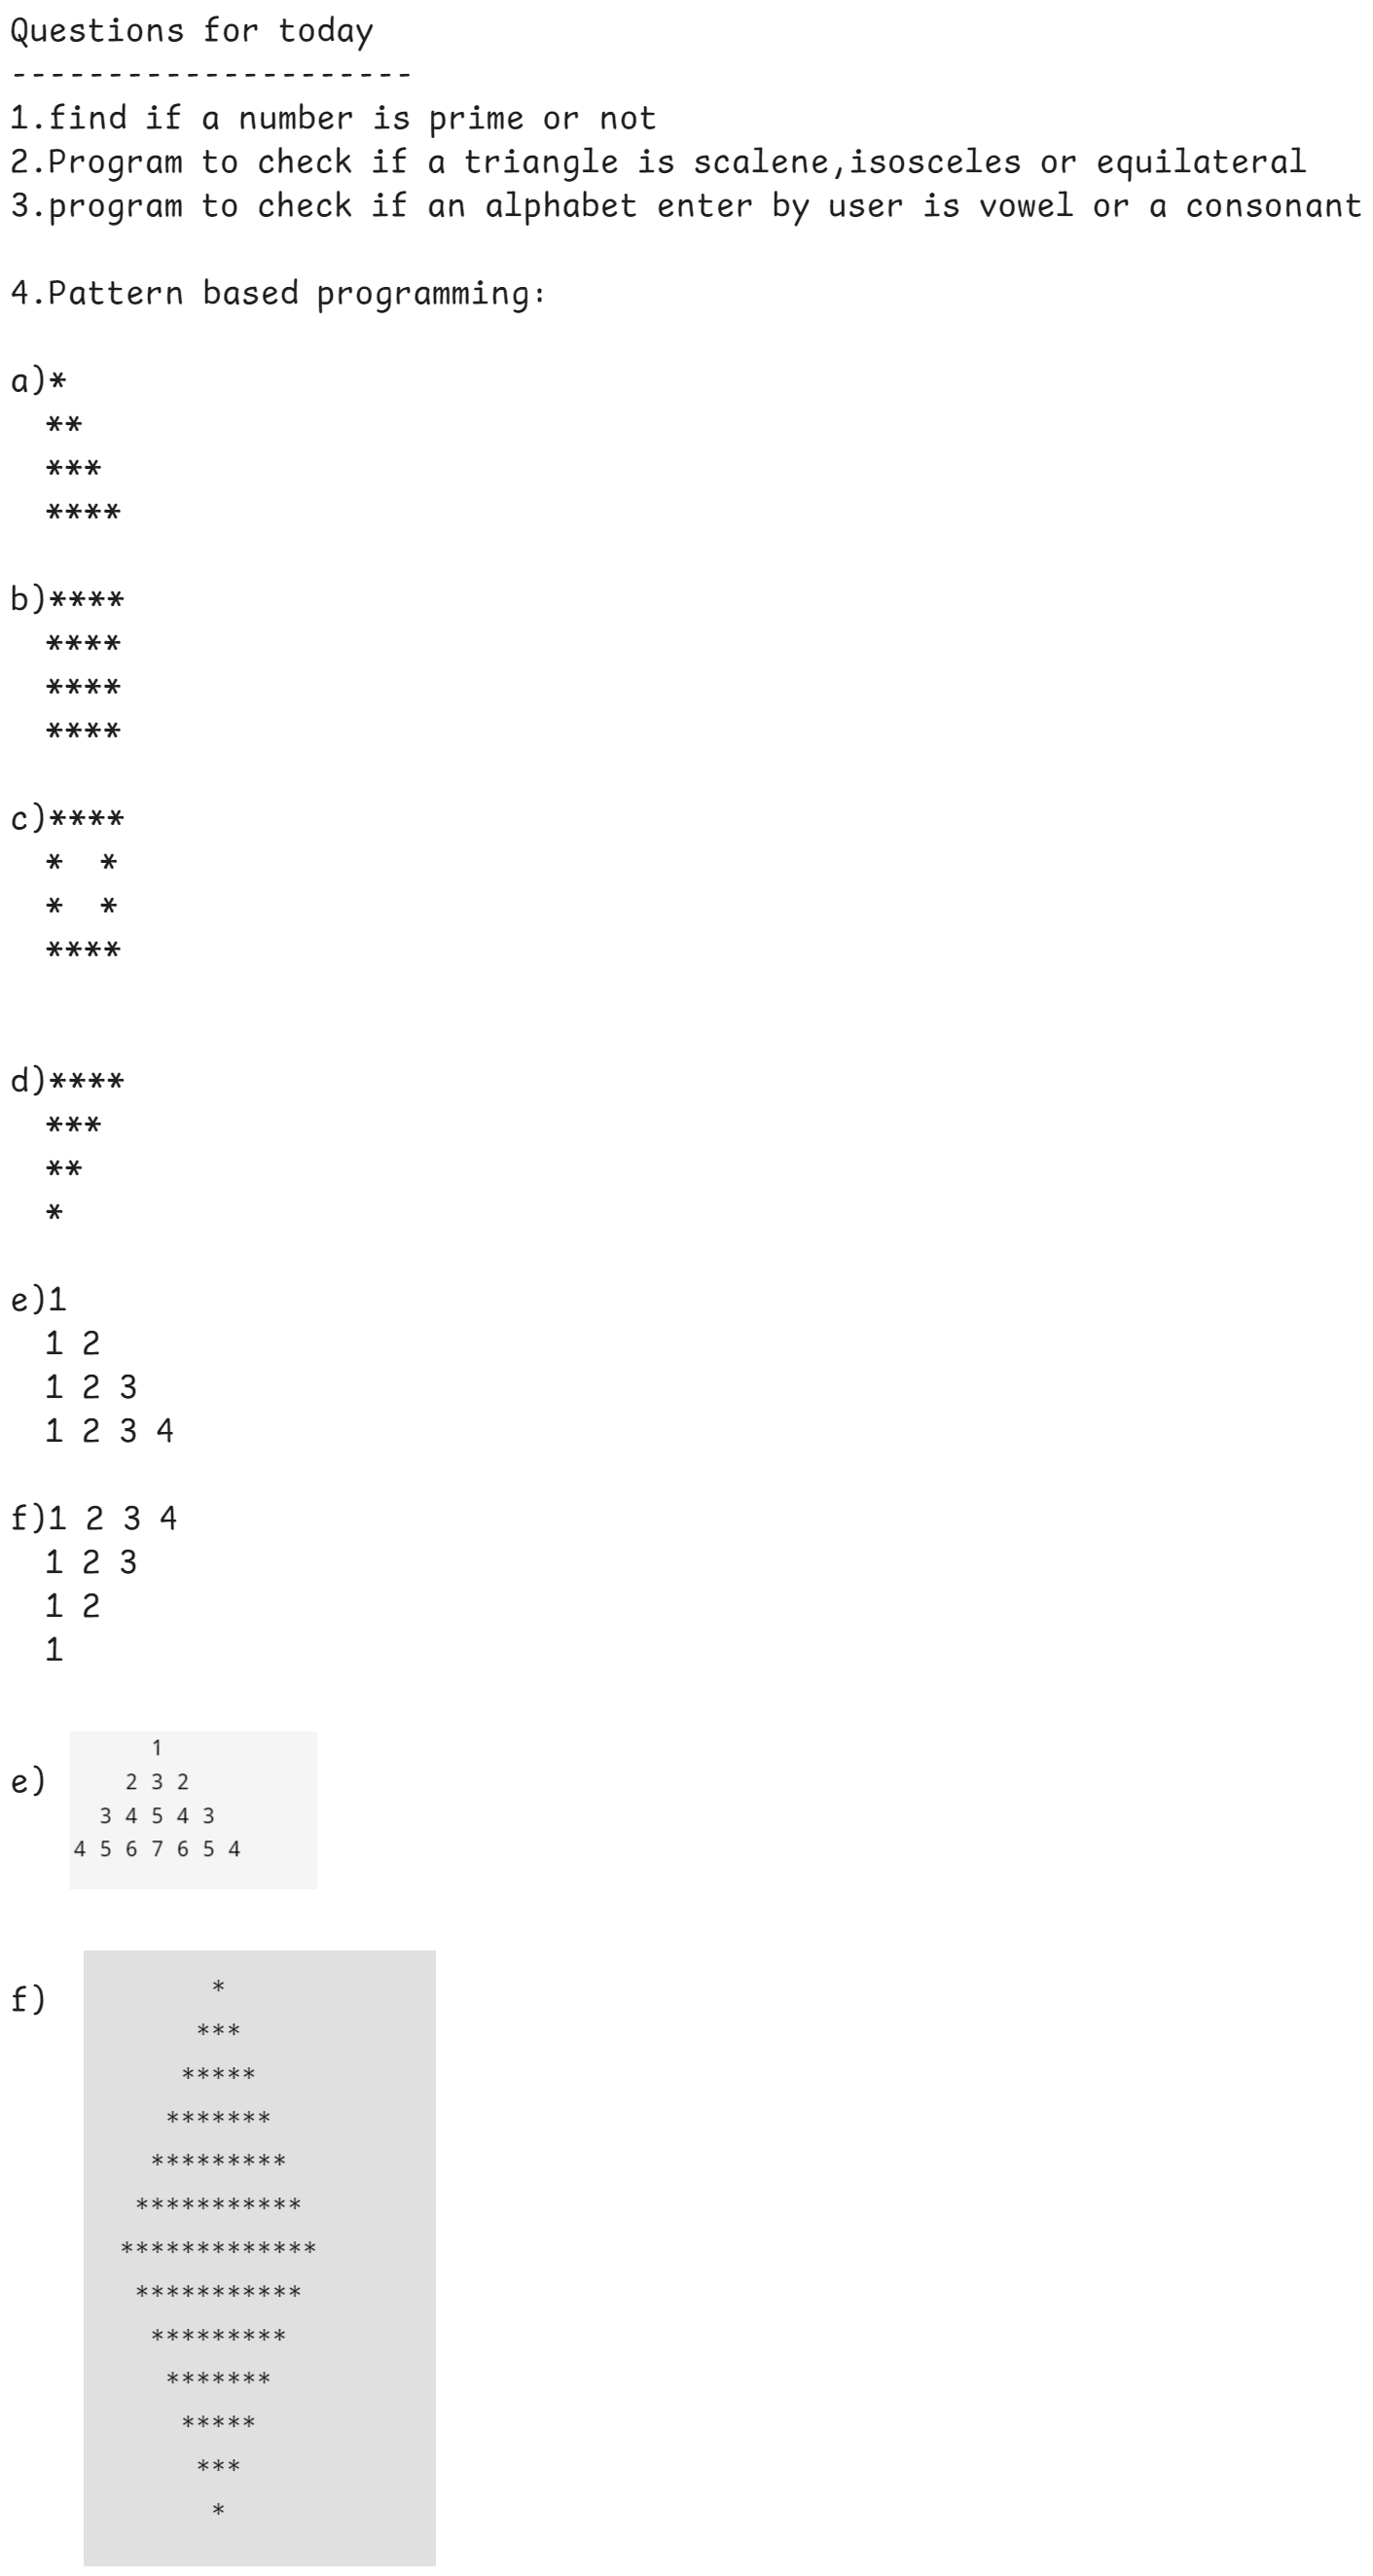 Questions for today
---------------------
1.find if a number is prime or not
2.Program to check if a triangle is scalene,isosceles or equilateral
3.program to check if an alphabet enter by user is vowel or a consonant
4.Pattern based programming:
a)*
  **
  ***
  ****
b)****
  ****
  ****
  ****
c)****
  *  *
  *  *
  ****
d)****
  ***
  **
  *
e)1
  1 2
  1 2 3
  1 2 3 4
f)1 2 3 4
  1 2 3
  1 2
  1
e)
      1
    2 3 2
  3 4 5 4 3
4 5 6 7 6 5 4
f)
      *
     ***
    *****
   *******
  *********
 ***********
*************
 ***********
  *********
   *******
    *****
     ***
      *